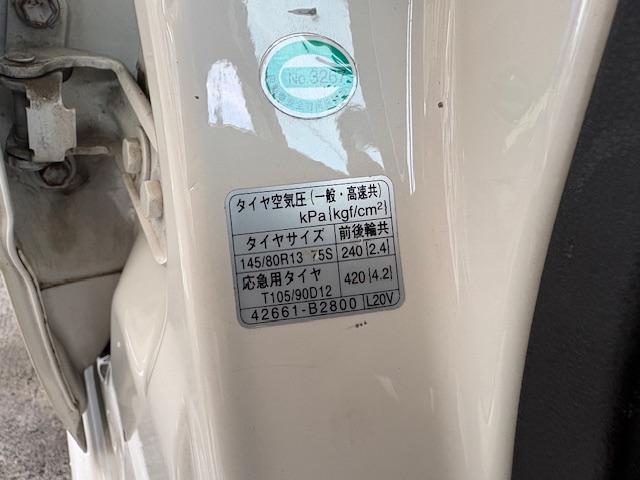 No.3267
タイヤ空気圧(一般・高速共)
kPa{kgf/cm²}
タイヤサイズ 前後輪共
145/80R13 75S 240{2.4}
応急用タイヤ 420{4.2}
T105/90D12
42661-B2800 L20V